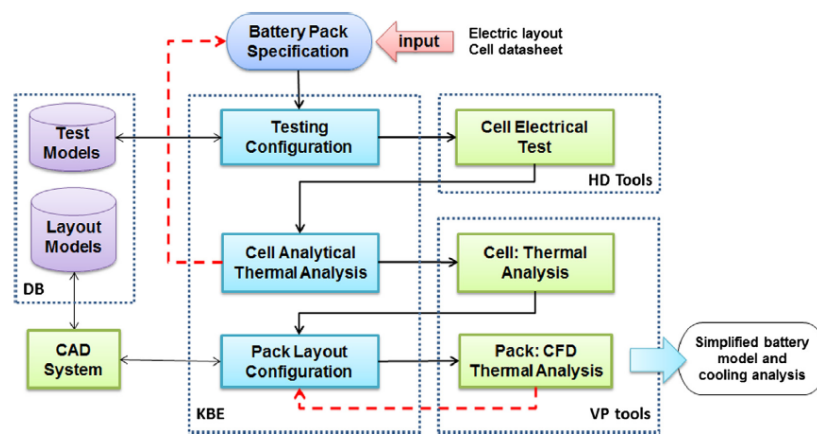 Battery Pack
Specification
input
Electric layout
Cell datasheet
Test
Models
Testing
Configuration
Cell Electrical
Test
HD Tools
Layout
Models
DB
Cell Analytical
Thermal Analysis
Cell: Thermal
Analysis
CAD
System
Pack Layout
Configuration
Pack: CFD
Thermal Analysis
Simplified battery
model and
cooling analysis
KBE
VP tools